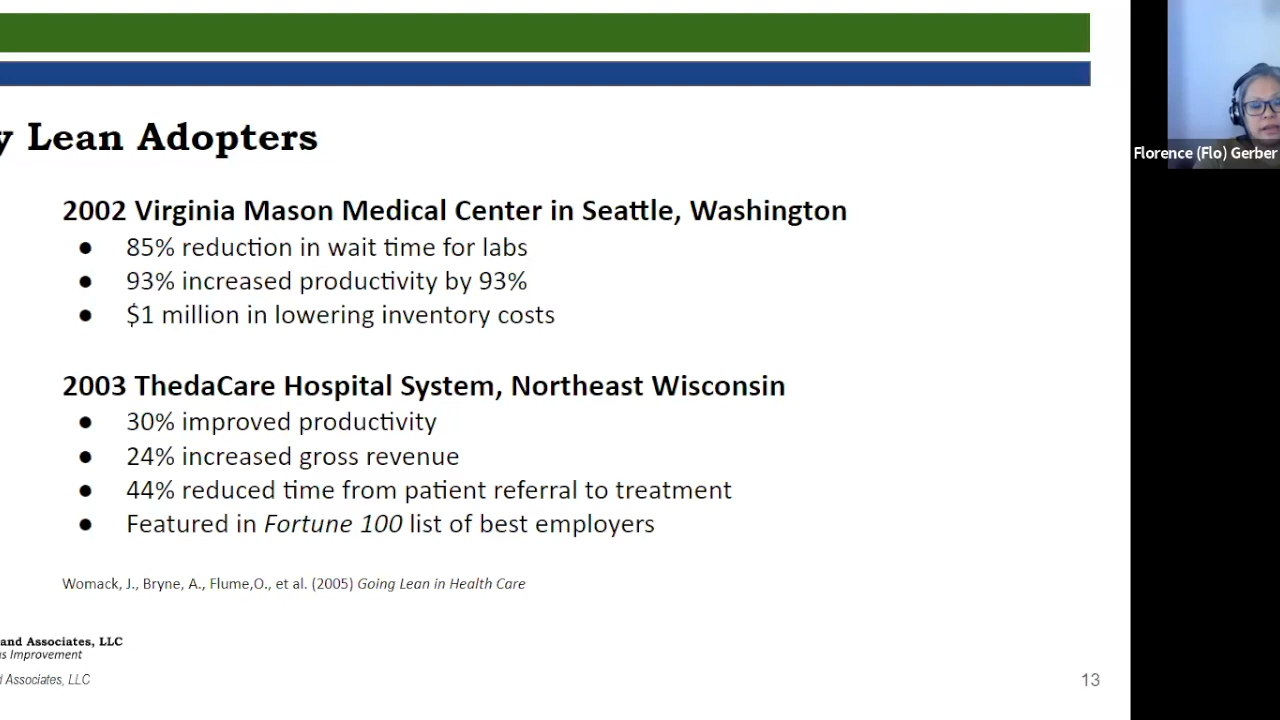 y Lean Adopters
Florence (Flo) Gerber
2002 Virginia Mason Medical Center in Seattle, Washington
● 85% reduction in wait time for labs
● 93% increased productivity by 93%
● $1 million in lowering inventory costs
2003 ThedaCare Hospital System, Northeast Wisconsin
● 30% improved productivity
● 24% increased gross revenue
● 44% reduced time from patient referral to treatment
● Featured in Fortune 100 list of best employers
Womack, J., Bryne, A., Flume,O., et al. (2005) Going Lean in Health Care
and Associates, LLC
s Improvement
Associates, LLC
13